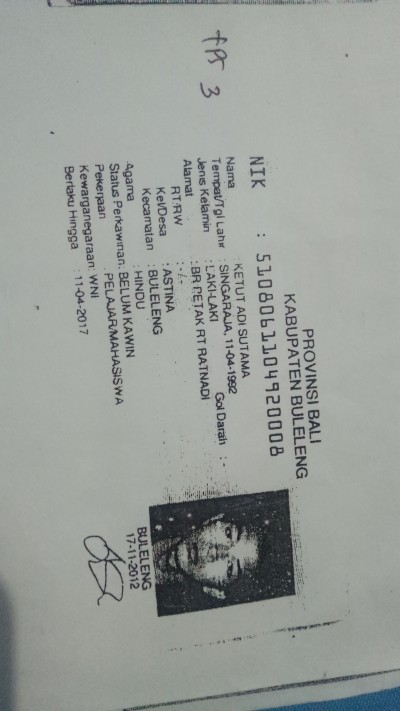 tps 3
PROVINSI BALI
KABUPATEN BULELENG
NIK : 5108061104920008
Nama : KETUT ADI SUTAMA
Tempat/Tgl Lahir : SINGARAJA, 11-04-1992
Jenis Kelamin : LAKI-LAKI Gol Darah : -
Alamat : BR PETAK RT RATNADI
RT/RW : -/-
Kel/Desa : ASTINA
Kecamatan : BULELENG
Agama : HINDU
Status Perkawinan: BELUM KAWIN
Pekerjaan : PELAJAR/MAHASISWA
Kewarganegaraan: WNI
Berlaku Hingga : 11-04-2017
BULELENG
17-11-2012